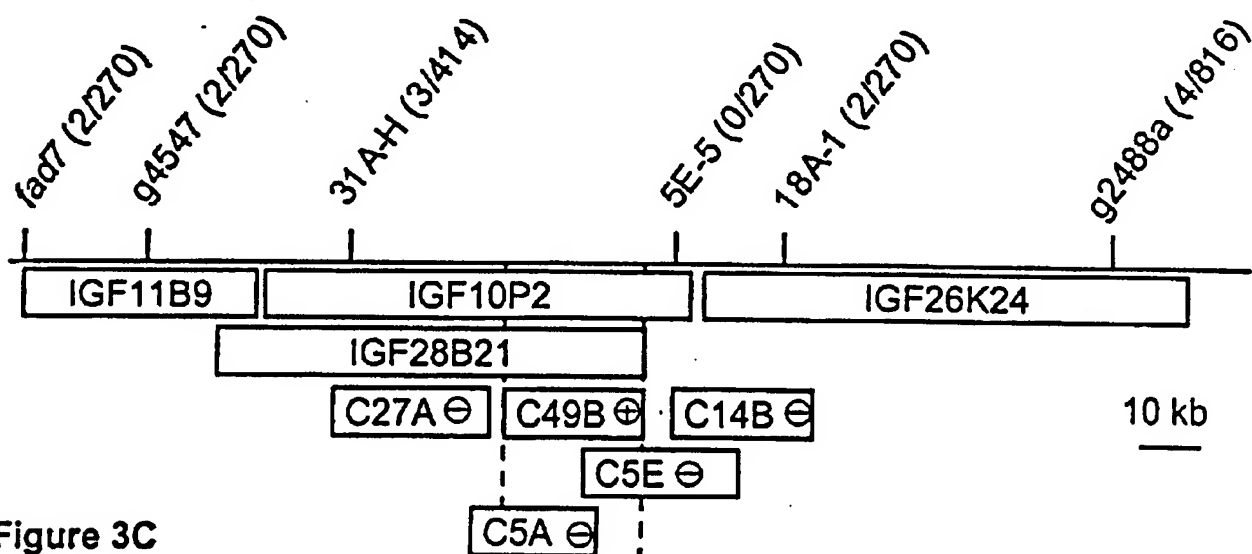 fad7 (2/270)
g4547 (2/270)
31A-H (3/414)
5E-5 (0/270)
18A-1 (2/270)
g2488a (4/816)
IGF11B9
IGF10P2
IGF26K24
IGF28B21
C27A ⊖
C49B ⊕
C14B ⊖
10 kb
C5E ⊖
C5A ⊖
Figure 3C